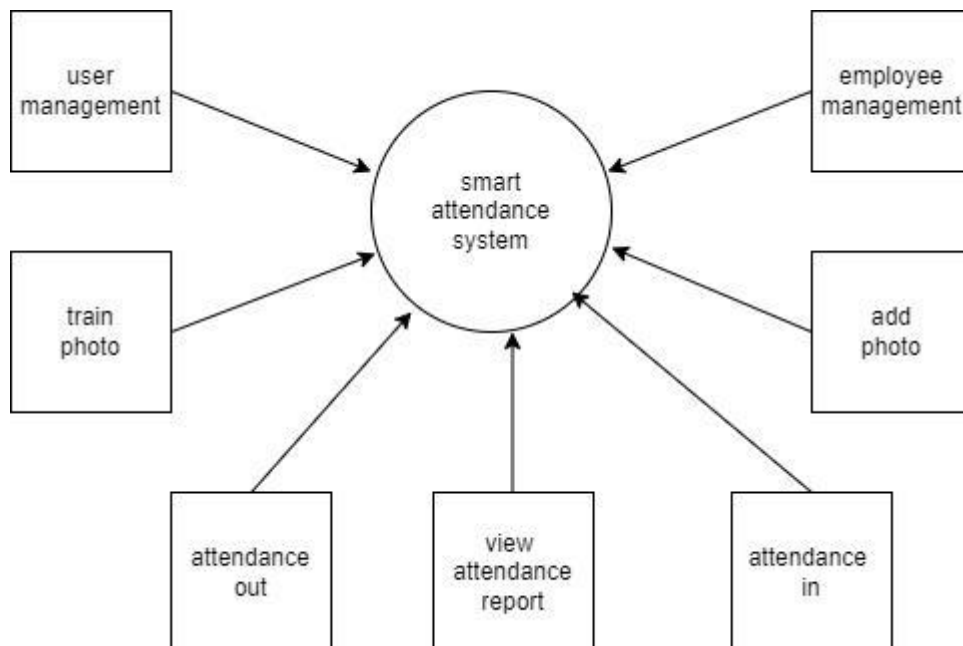 user
management
employee
management
smart
attendance
system
train
photo
add
photo
attendance
out
view
attendance
report
attendance
in